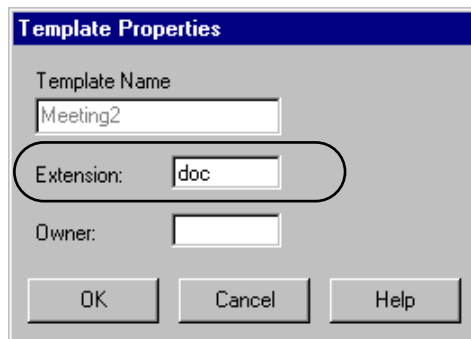 Template Properties
Template Name
Meeting2
Extension: doc
Owner:
OK Cancel Help